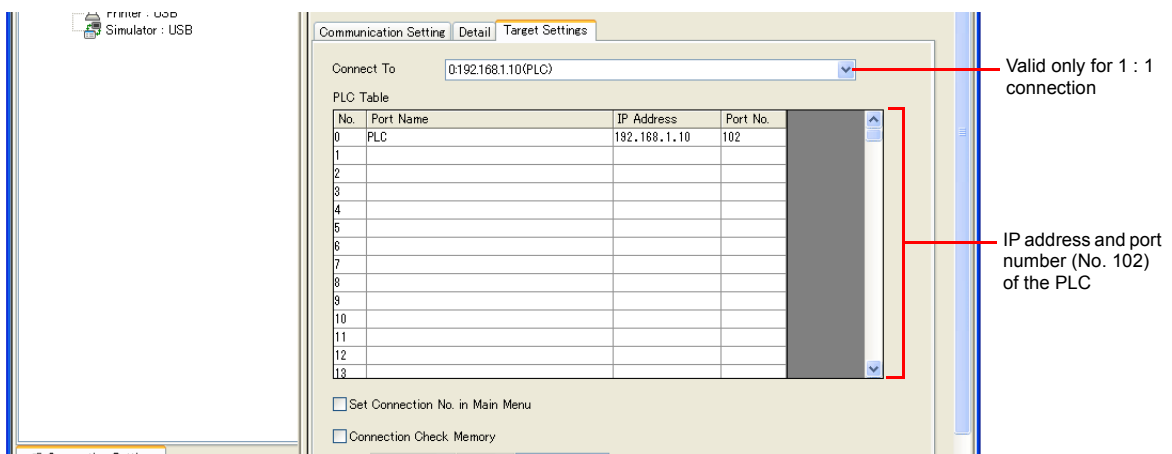 Printer : USB
Simulator : USB
Communication Setting Detail Target Settings
Connect To 0:192.168.1.10(PLC)
Valid only for 1 : 1
connection
PLC Table
No. Port Name IP Address Port No.
0 PLC 192.168.1.10 102
1
2
3
4
5
6
7
8
9
10
11
12
13
IP address and port
number (No. 102)
of the PLC
Set Connection No. in Main Menu
Connection Check Memory